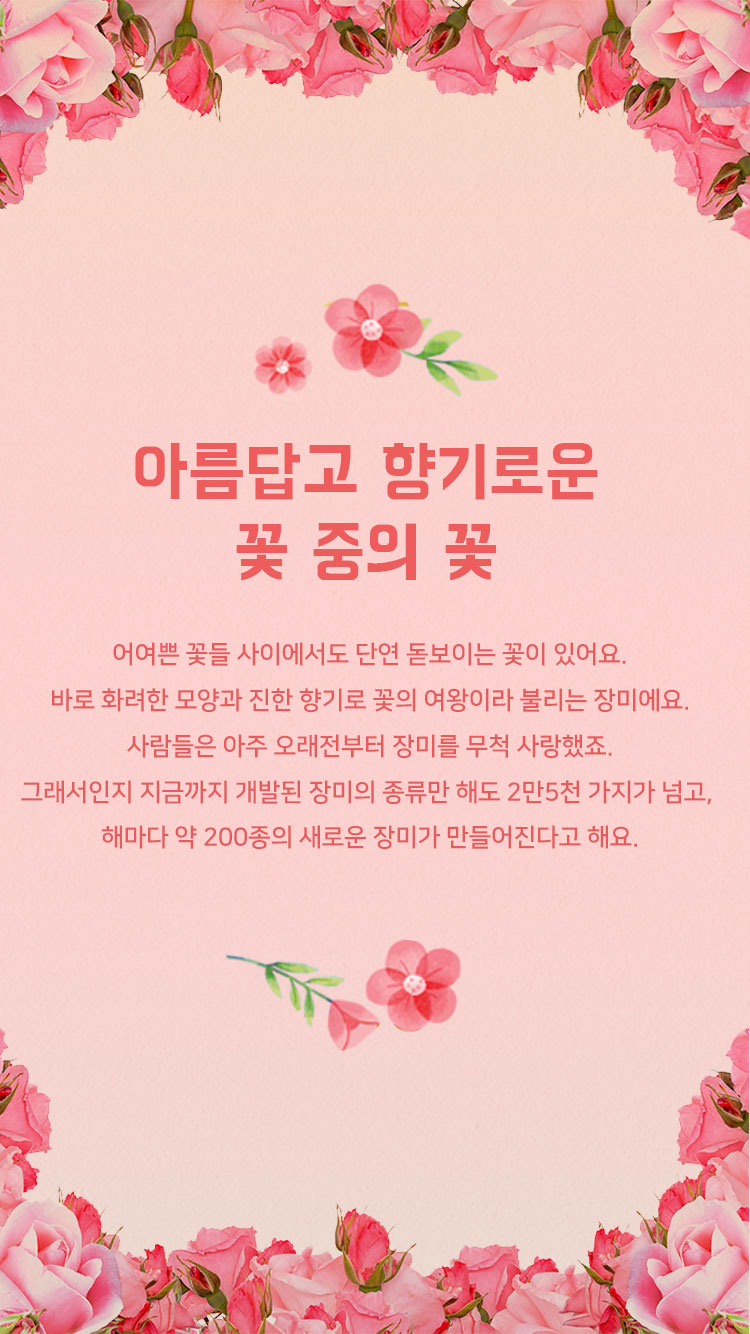 아름답고 향기로운
꽃 중의 꽃
어여쁜 꽃들 사이에서도 단연 돋보이는 꽃이 있어요.
바로 화려한 모양과 진한 향기로 꽃의 여왕이라 불리는 장미에요.
사람들은 아주 오래전부터 장미를 무척 사랑했죠.
그래서인지 지금까지 개발된 장미의 종류만 해도 2만5천 가지가 넘고,
해마다 약 200종의 새로운 장미가 만들어진다고 해요.